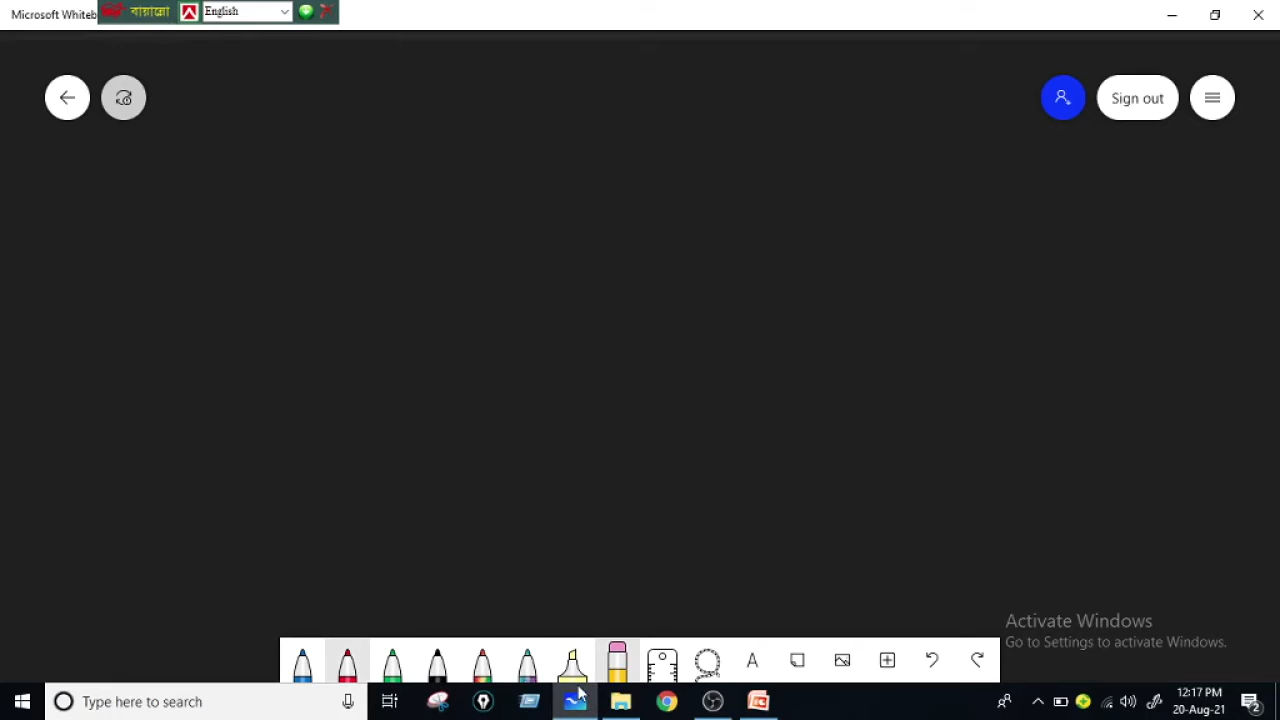 Microsoft Whiteb
বায়ান্নো
English
Sign out
A
Activate Windows
Go to Settings to activate Windows.
Type here to search
12:17 PM
20-Aug-21
2